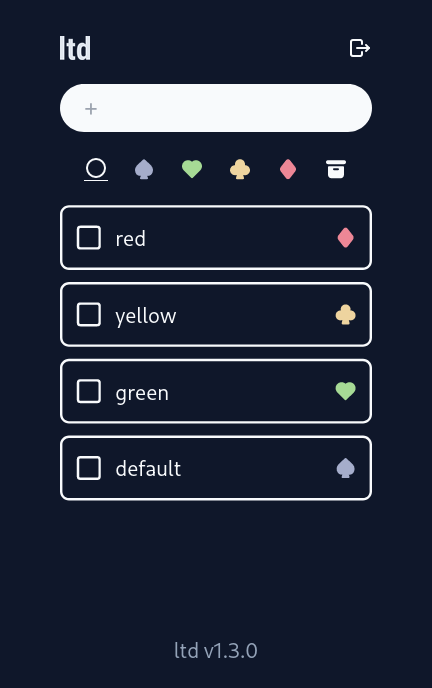 ltd
+
red
yellow
green
default
ltd v1.3.0